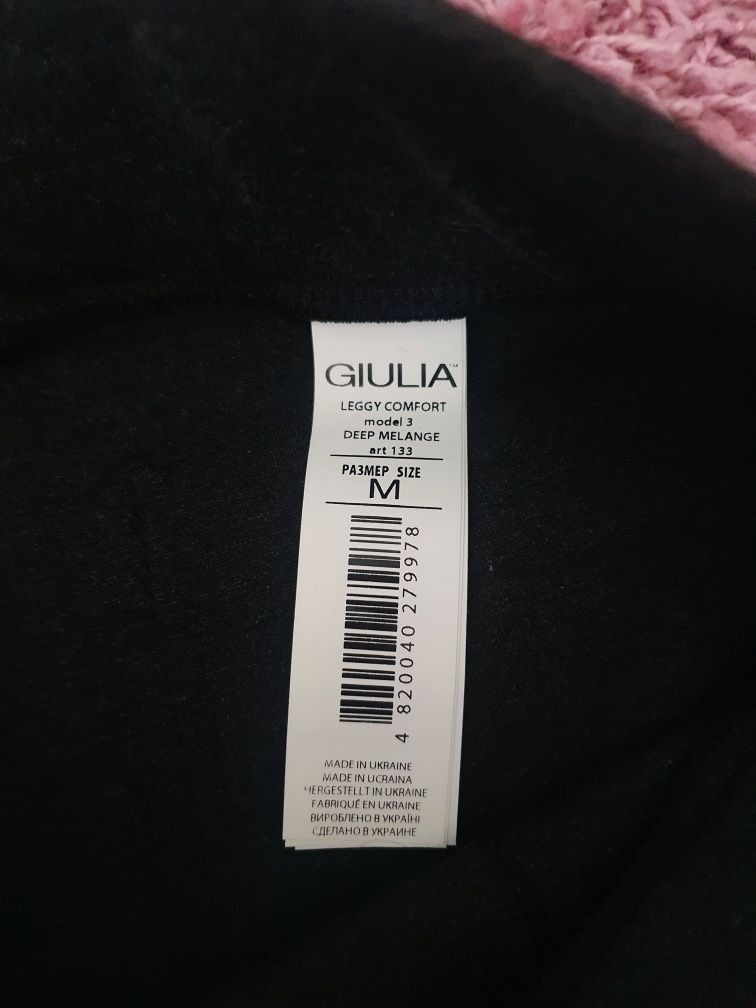 GIULIA™
LEGGY COMFORT
model 3
DEEP MELANGE
art 133
РАЗМЕР SIZE
M
4 820040 279978
MADE IN UKRAINE
MADE IN UCRAINA
HERGESTELLT IN UKRAINE
FABRIQUÉ EN UKRAINE
ВИРОБЛЕНО В УКРАЇНІ
СДЕЛАНО В УКРАИНЕ